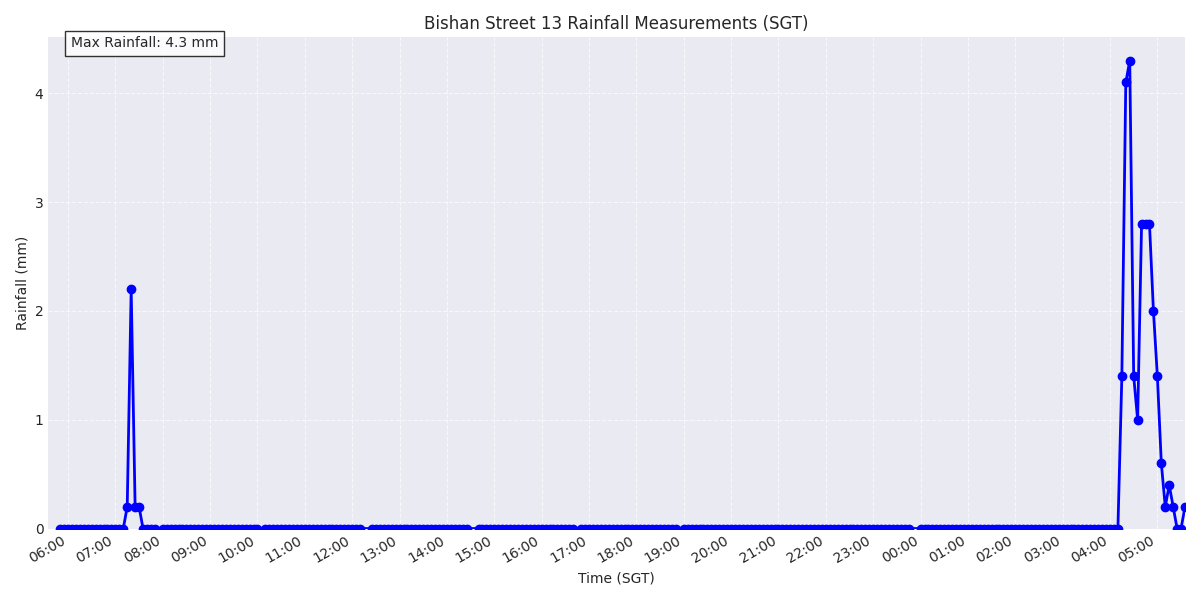 Bishan Street 13 Rainfall Measurements (SGT)
Max Rainfall: 4.3 mm
Rainfall (mm)
4
3
2
1
0
06:00 07:00 08:00 09:00 10:00 11:00 12:00 13:00 14:00 15:00 16:00 17:00 18:00 19:00 20:00 21:00 22:00 23:00 00:00 01:00 02:00 03:00 04:00 05:00
Time (SGT)